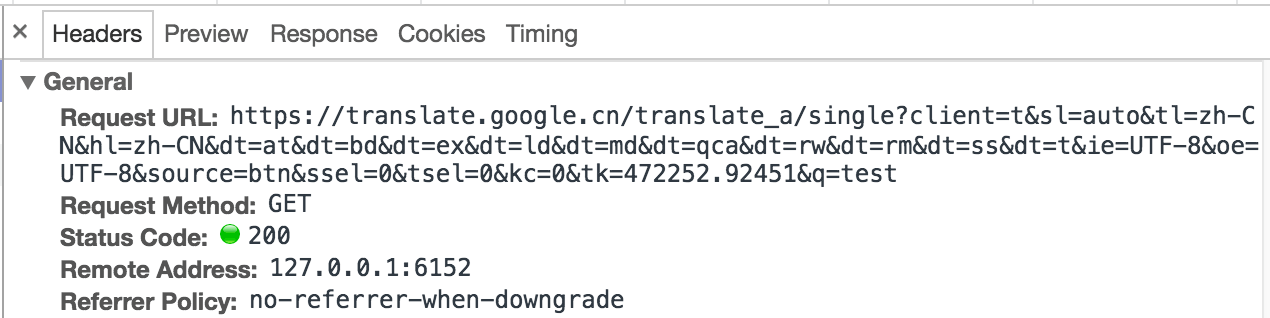 × Headers Preview Response Cookies Timing
▼ General
Request URL: https://translate.google.cn/translate_a/single?client=t&sl=auto&tl=zh-C
N&hl=zh-CN&dt=at&dt=bd&dt=ex&dt=ld&dt=md&dt=qca&dt=rw&dt=rm&dt=ss&dt=t&ie=UTF-8&oe=
UTF-8&source=btn&ssel=0&tsel=0&kc=0&tk=472252.92451&q=test
Request Method: GET
Status Code: 200
Remote Address: 127.0.0.1:6152
Referrer Policy: no-referrer-when-downgrade